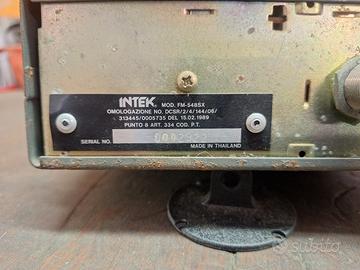 INTEK MOD. FM-548SX
OMOLOGAZIONE NO. DCSR/2/4/144/06/
313445/0005735 DEL 15.02.1989
PUNTO 8 ART. 334 COD. P.T.
SERIAL NO.
MADE IN THAILAND
subito